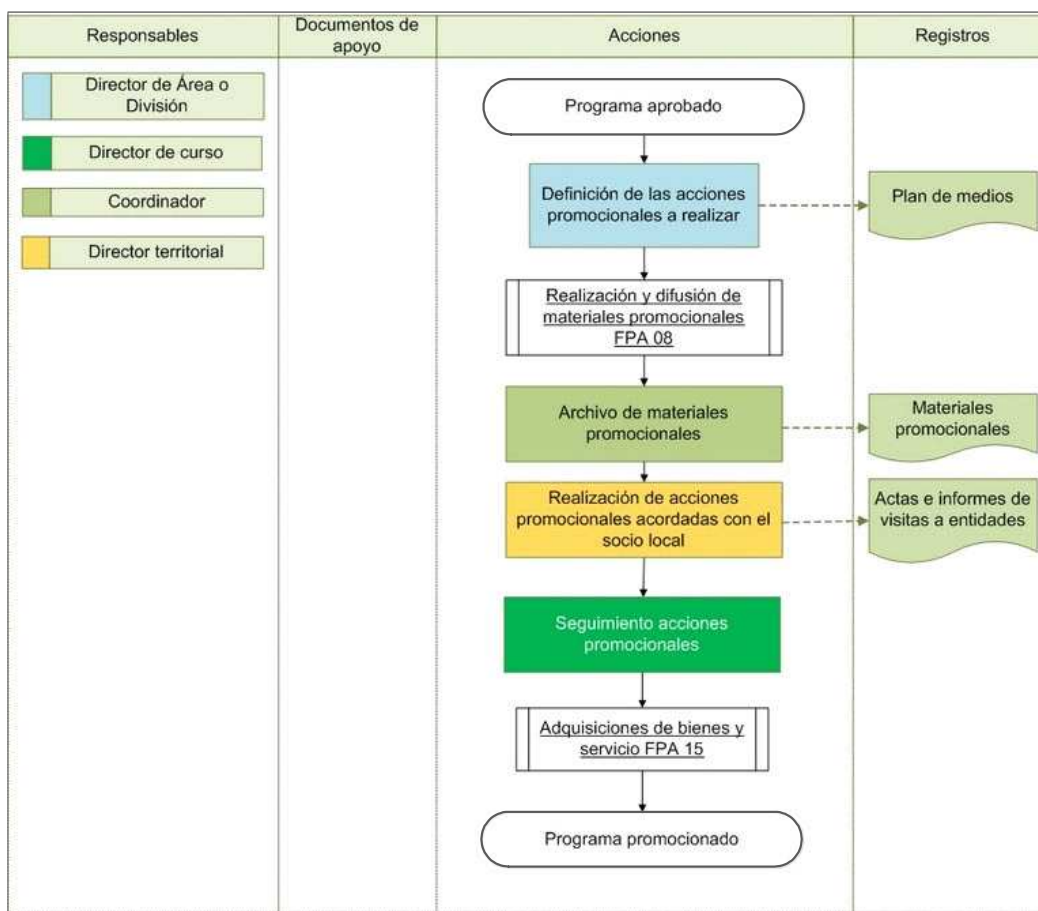 Responsables
Documentos de
apoyo
Acciones
Registros
Director de Área o
División
Director de curso
Coordinador
Director territorial
Programa aprobado
Definición de las acciones
promocionales a realizar
Plan de medios
Realización y difusión de
materiales promocionales
FPA 08
Archivo de materiales
promocionales
Materiales
promocionales
Realización de acciones
promocionales acordadas con el
socio local
Actas e informes de
visitas a entidades
Seguimiento acciones
promocionales
Adquisiciones de bienes y
servicio FPA 15
Programa promocionado